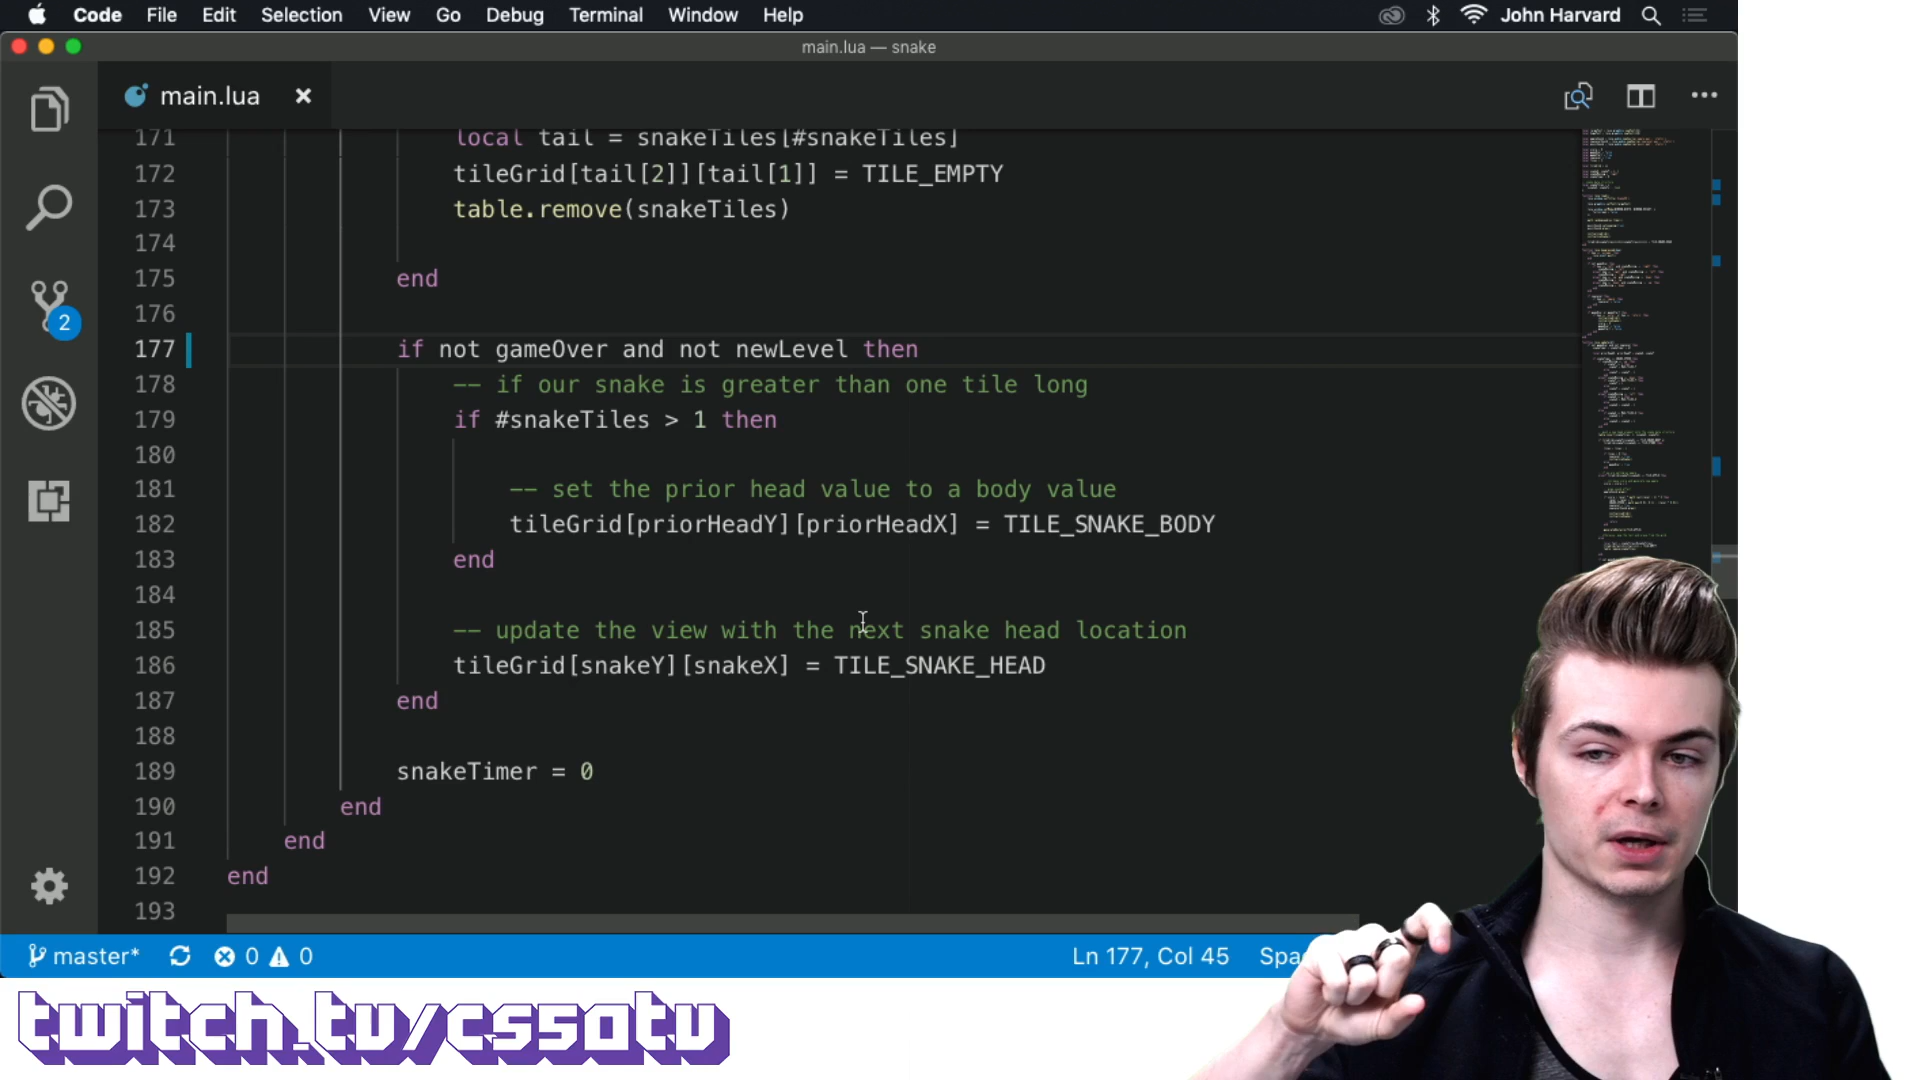 Code File Edit Selection View Go Debug Terminal Window Help John Harvard
main.lua — snake
main.lua
171 local tail = snakeTiles[#snakeTiles]
172 tileGrid[tail[2]][tail[1]] = TILE_EMPTY
173 table.remove(snakeTiles)
174
175 end
176
177 if not gameOver and not newLevel then
178 -- if our snake is greater than one tile long
179 if #snakeTiles > 1 then
180
181 -- set the prior head value to a body value
182 tileGrid[priorHeadY][priorHeadX] = TILE_SNAKE_BODY
183 end
184
185 -- update the view with the next snake head location
186 tileGrid[snakeY][snakeX] = TILE_SNAKE_HEAD
187 end
188
189 snakeTimer = 0
190 end
191 end
192 end
193
2
master* 0 0 Ln 177, Col 45 Spa
twitch.tv/cs50tv